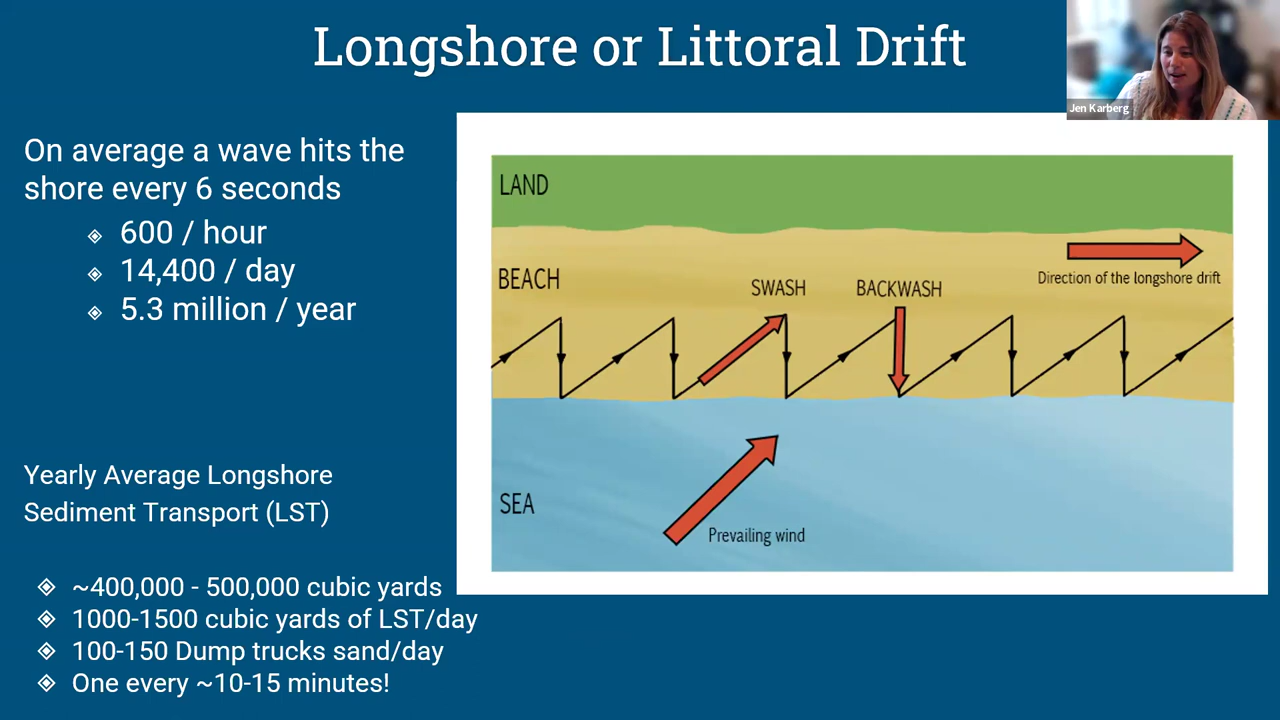 Longshore or Littoral Drift
Jen Karberg
On average a wave hits the
shore every 6 seconds
600 / hour
14,400 / day
5.3 million / year
Yearly Average Longshore
Sediment Transport (LST)
~400,000 - 500,000 cubic yards
1000-1500 cubic yards of LST/day
100-150 Dump trucks sand/day
One every ~10-15 minutes!
LAND
BEACH
SWASH
BACKWASH
Direction of the longshore drift
SEA
Prevailing wind